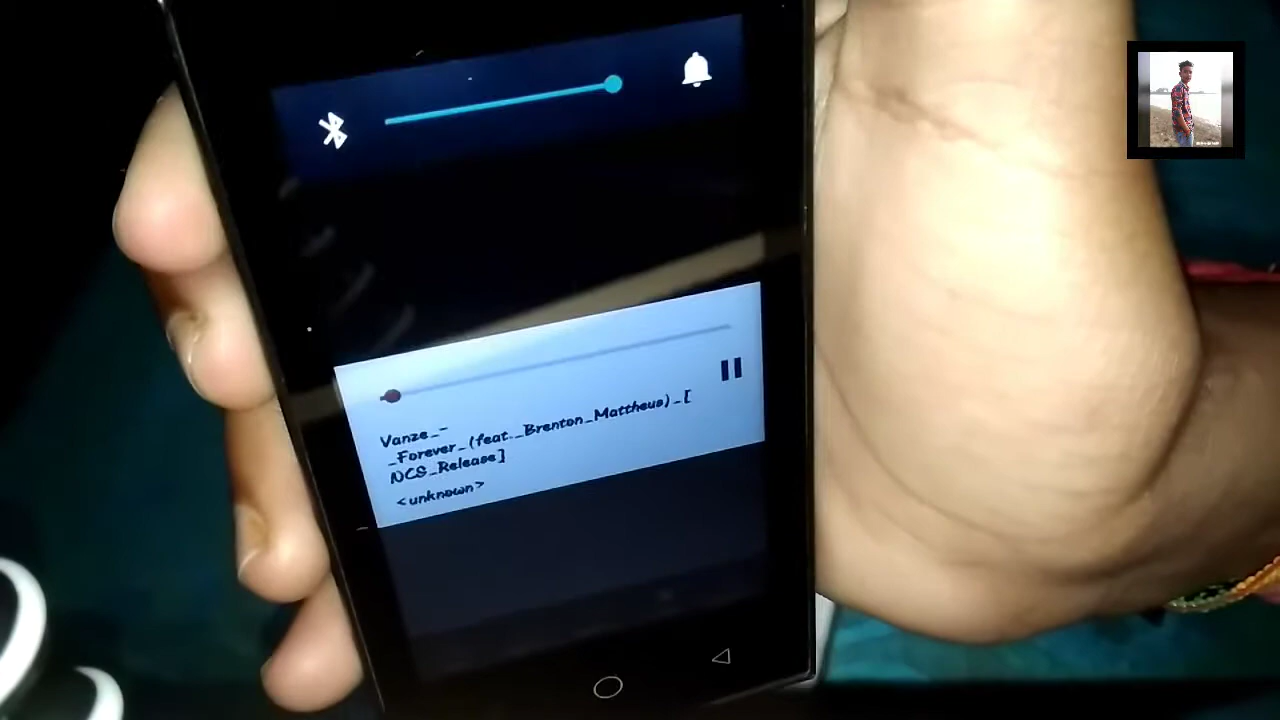 Vanze_-
_Forever_(feat._Brenton_Mattheus)_-[
NCS_Release]
<unknown>